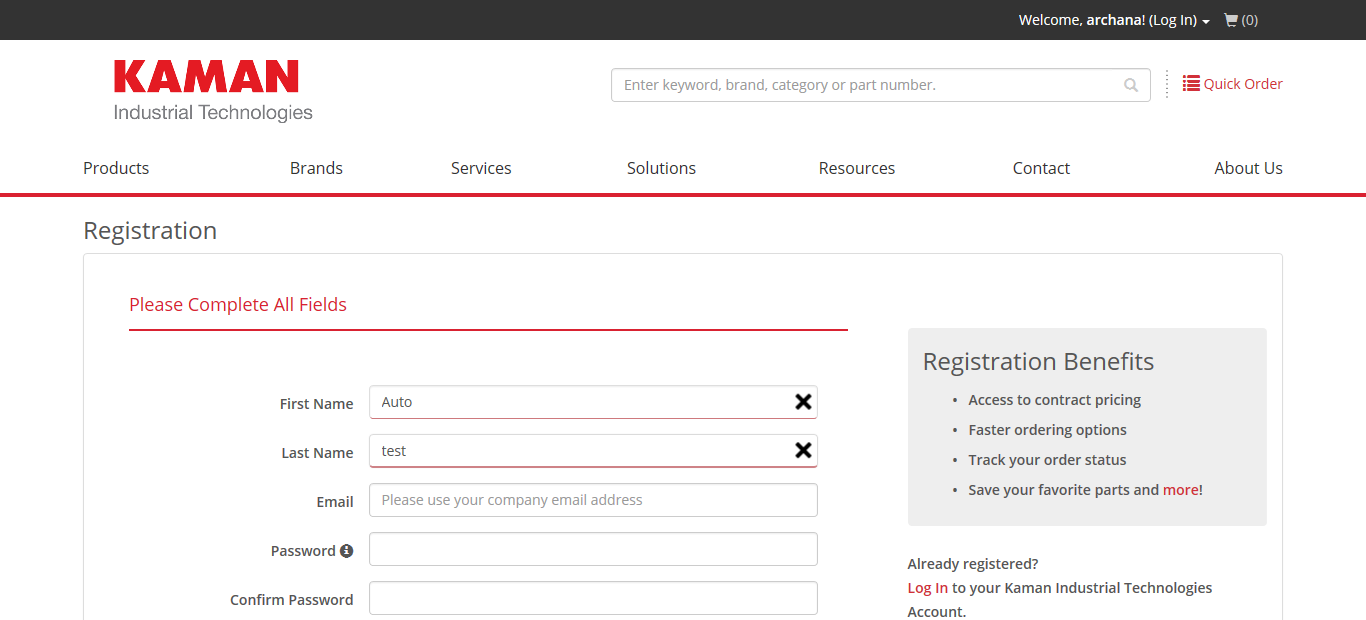 Welcome, archana! (Log In) (0)
KAMAN
Industrial Technologies
Enter keyword, brand, category or part number.
Quick Order
Products Brands Services Solutions Resources Contact About Us
Registration
Please Complete All Fields
First Name Auto
Last Name test
Email Please use your company email address
Password
Confirm Password
Registration Benefits
• Access to contract pricing
• Faster ordering options
• Track your order status
• Save your favorite parts and more!
Already registered?
Log In to your Kaman Industrial Technologies
Account.